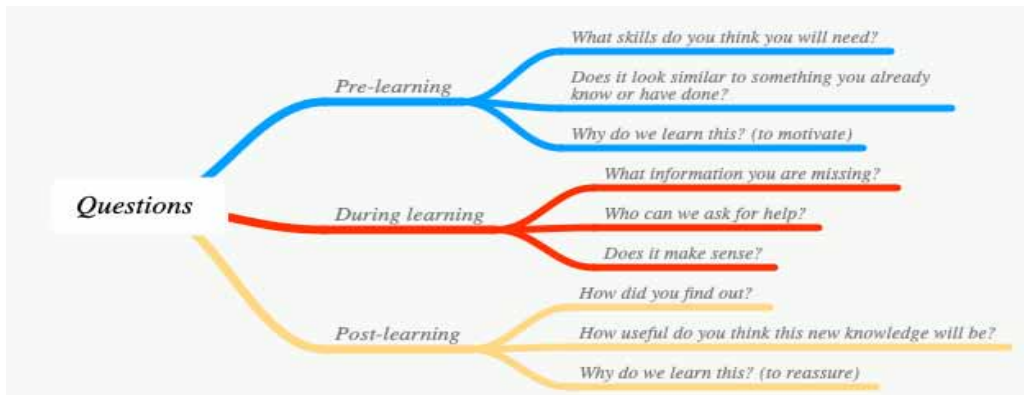 Questions
Pre-learning
What skills do you think you will need?
Does it look similar to something you already
know or have done?
Why do we learn this? (to motivate)
During learning
What information you are missing?
Who can we ask for help?
Does it make sense?
Post-learning
How did you find out?
How useful do you think this new knowledge will be?
Why do we learn this? (to reassure)